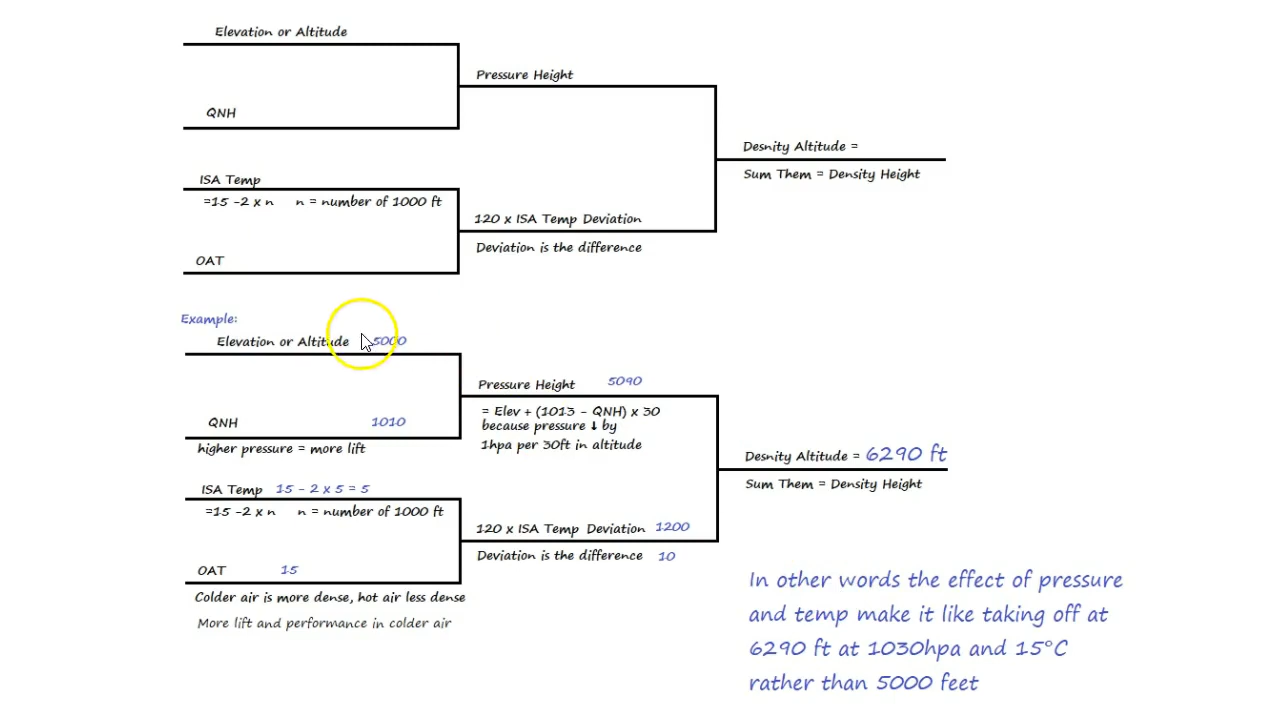 Elevation or Altitude
Pressure Height
QNH
Desnity Altitude =
Sum Them = Density Height
ISA Temp
=15 -2 x n n = number of 1000 ft
120 x ISA Temp Deviation
Deviation is the difference
OAT
Example:
Elevation or Altitude 5000
Pressure Height 5090
= Elev + (1013 - QNH) x 30
because pressure ⬇ by
1hpa per 30ft in altitude
QNH 1010
higher pressure = more lift
Desnity Altitude = 6290 ft
Sum Them = Density Height
ISA Temp 15 - 2 x 5 = 5
=15 -2 x n n = number of 1000 ft
120 x ISA Temp Deviation 1200
Deviation is the difference 10
OAT 15
Colder air is more dense, hot air less dense
More lift and performance in colder air
In other words the effect of pressure
and temp make it like taking off at
6290 ft at 1030hpa and 15°C
rather than 5000 feet